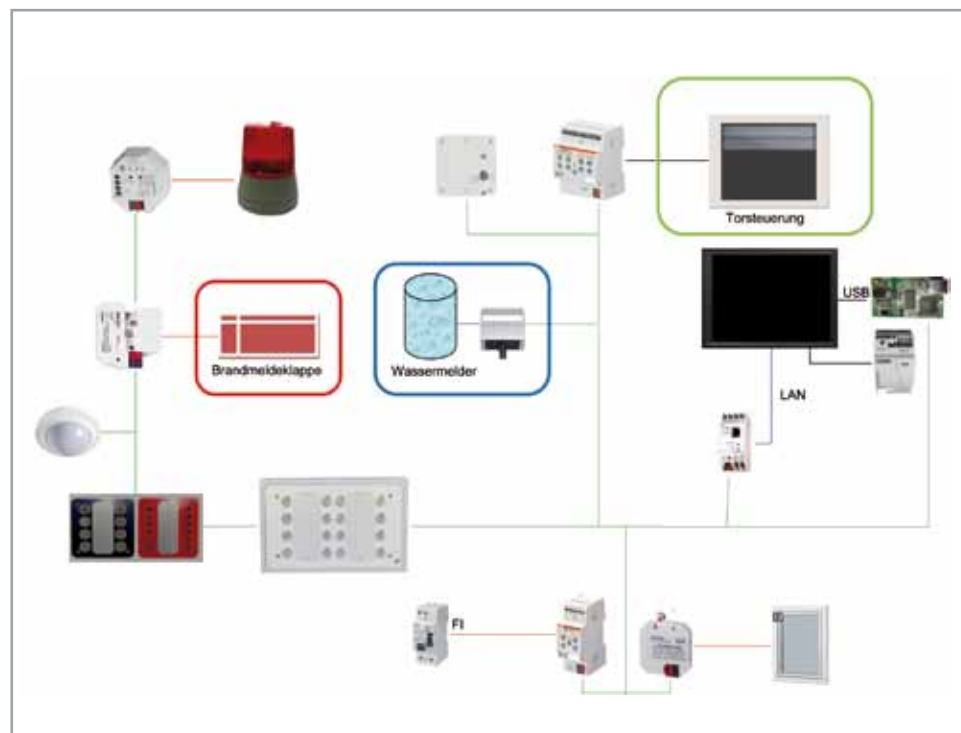 Torsteuerung
USB
Brandmeldeklappe
Wassermelder
LAN
FI